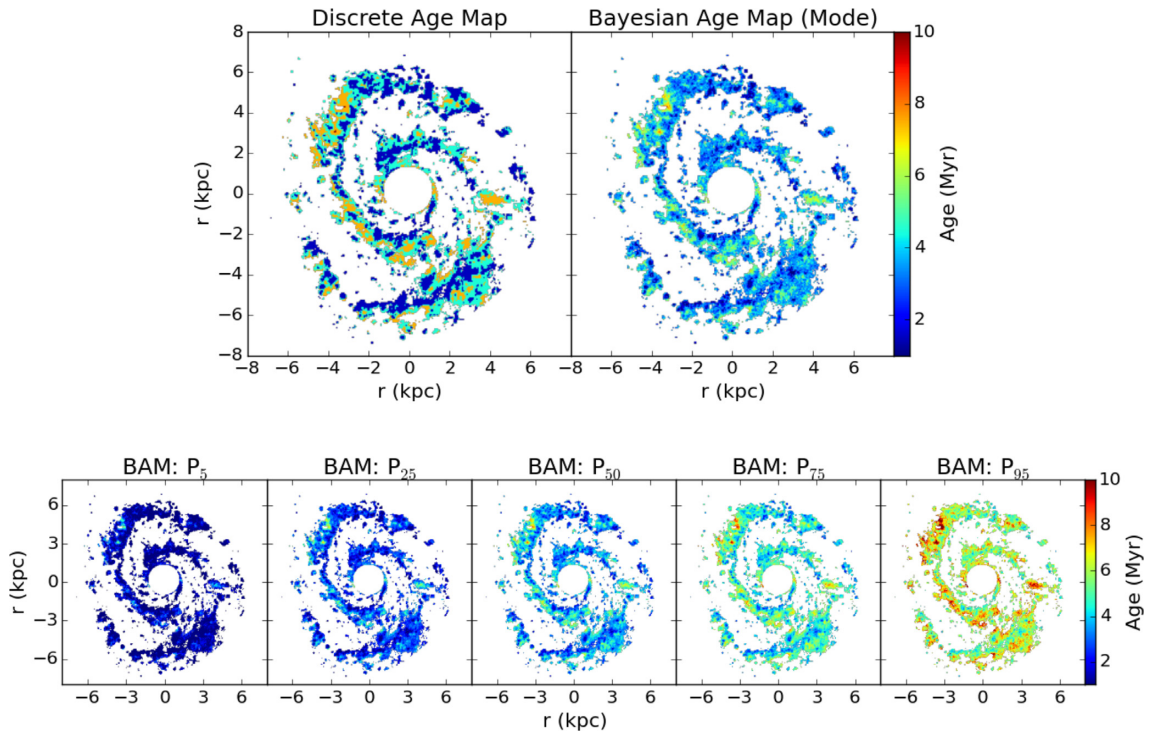 Discrete Age Map
Bayesian Age Map (Mode)
8
6
4
2
0
−2
−4
−6
−8
r (kpc)
−8 −6 −4 −2 0 2 4 6
−8 −6 −4 −2 0 2 4 6
r (kpc)
r (kpc)
10
8
6
4
2
Age (Myr)
BAM: P5
BAM: P25
BAM: P50
BAM: P75
BAM: P95
6
3
0
−3
−6
r (kpc)
−6 −3 0 3 6
−6 −3 0 3 6
−6 −3 0 3 6
−6 −3 0 3 6
−6 −3 0 3 6
r (kpc)
10
8
6
4
2
Age (Myr)